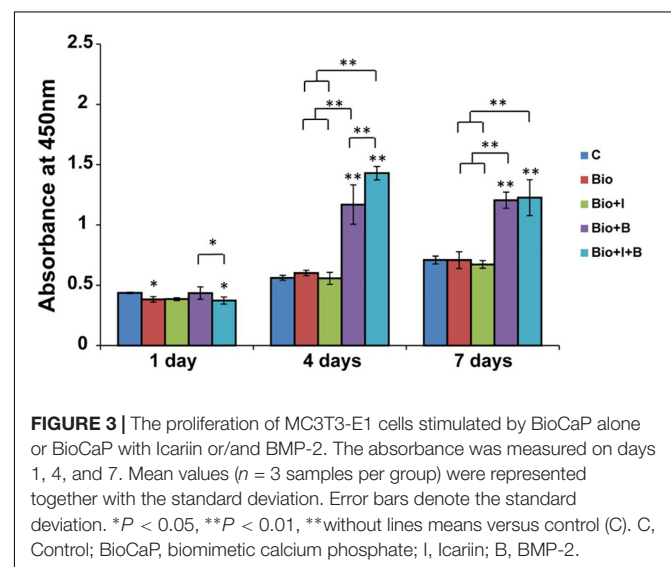 2.5
2
1.5
1
0.5
0
Absorbance at 450nm
* * *
** ** ** ** **
** ** ** **
1 day 4 days 7 days
C
Bio
Bio+I
Bio+B
Bio+I+B
FIGURE 3 | The proliferation of MC3T3-E1 cells stimulated by BioCaP alone
or BioCaP with Icariin or/and BMP-2. The absorbance was measured on days
1, 4, and 7. Mean values (n = 3 samples per group) were represented
together with the standard deviation. Error bars denote the standard
deviation. *P < 0.05, **P < 0.01, **without lines means versus control (C). C,
Control; BioCaP, biomimetic calcium phosphate; I, Icariin; B, BMP-2.